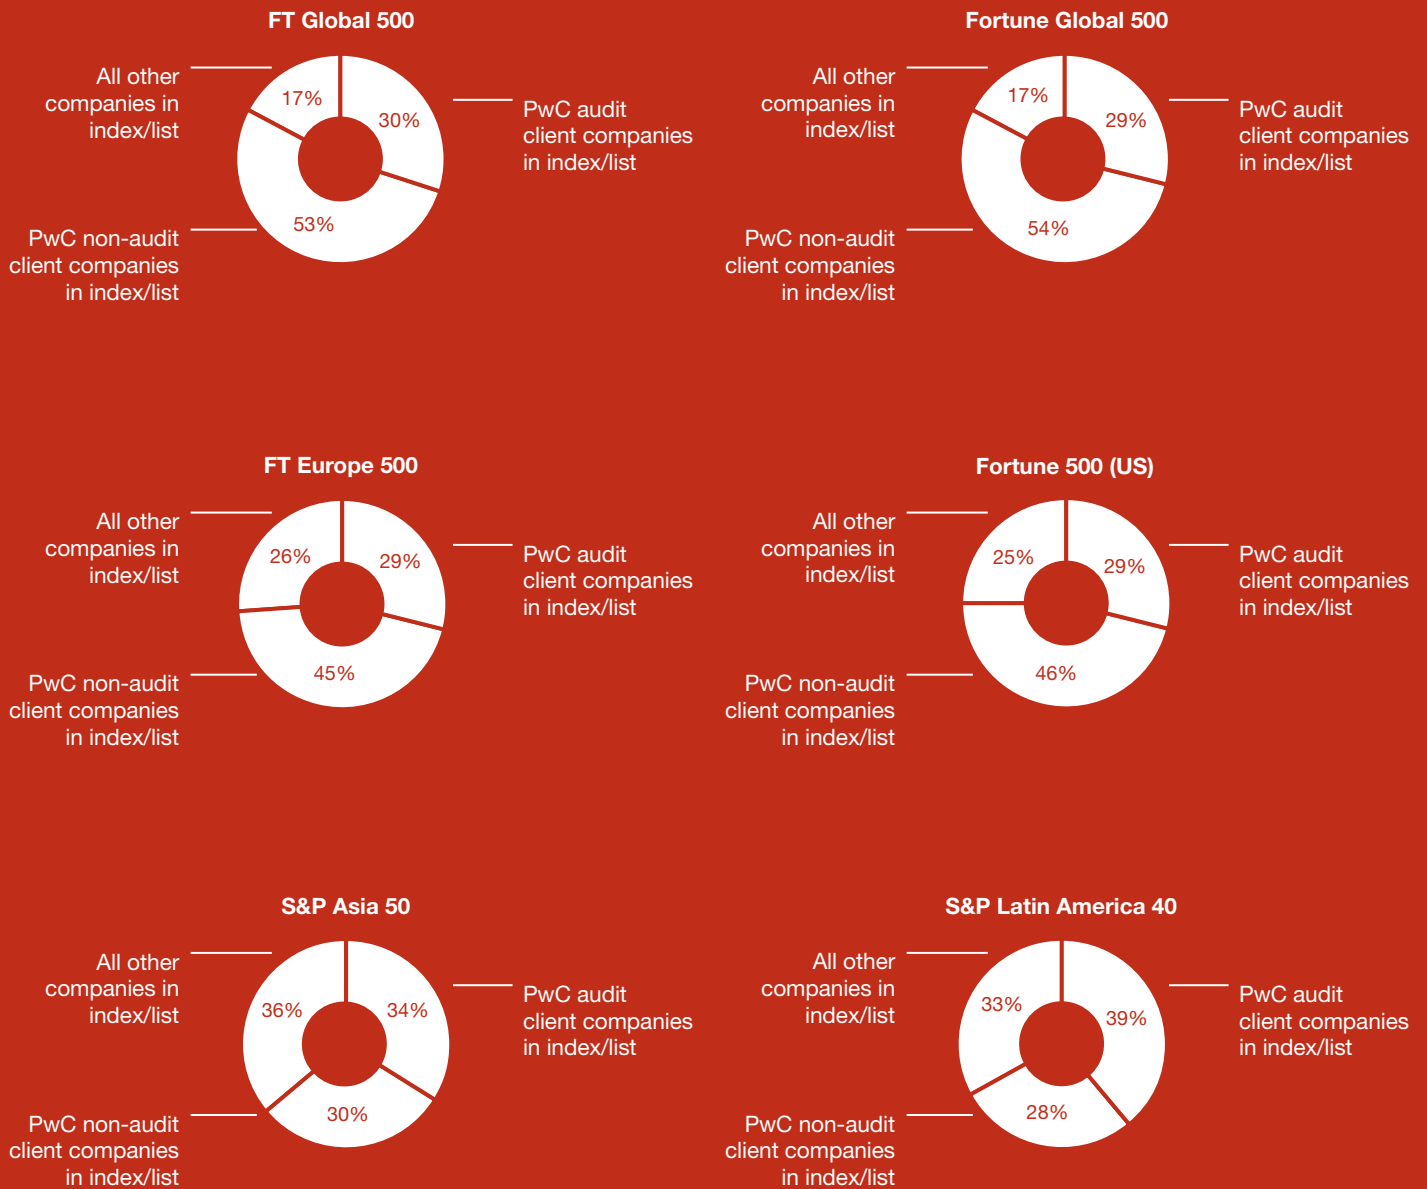 FT Global 500
All other
companies in
index/list
17%
30%
PwC audit
client companies
in index/list
53%
PwC non-audit
client companies
in index/list
Fortune Global 500
All other
companies in
index/list
17%
29%
PwC audit
client companies
in index/list
54%
PwC non-audit
client companies
in index/list
FT Europe 500
All other
companies in
index/list
26%
29%
PwC audit
client companies
in index/list
45%
PwC non-audit
client companies
in index/list
Fortune 500 (US)
All other
companies in
index/list
25%
29%
PwC audit
client companies
in index/list
46%
PwC non-audit
client companies
in index/list
S&P Asia 50
All other
companies in
index/list
36%
34%
PwC audit
client companies
in index/list
30%
PwC non-audit
client companies
in index/list
S&P Latin America 40
All other
companies in
index/list
33%
39%
PwC audit
client companies
in index/list
28%
PwC non-audit
client companies
in index/list